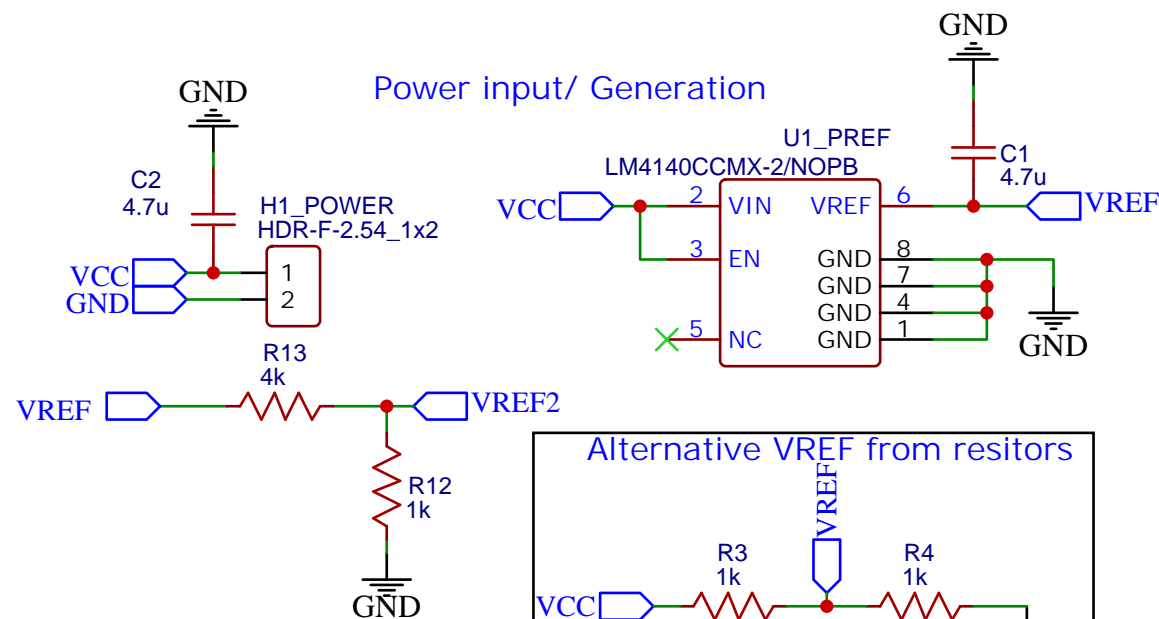 GND
Power input/ Generation
GND
U1_PREF
LM4140CCMX-2/NOPB
C1
4.7u
C2
4.7u
H1_POWER
HDR-F-2.54_1x2
VCC
2
VIN
VREF
6
VREF
3
EN
GND
8
GND
7
GND
4
5
NC
GND
1
GND
VCC
1
GND
2
R13
4k
VREF
VREF2
R12
1k
GND
Alternative VREF from resitors
VREF
R3
1k
R4
1k
VCC